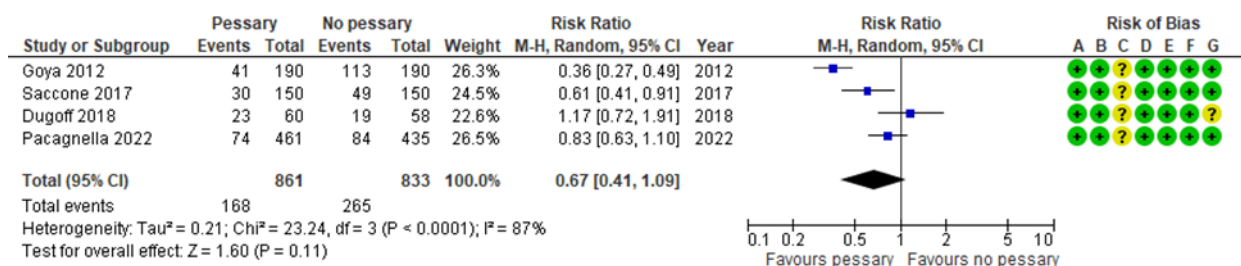 Pessary No pessary Risk Ratio Risk Ratio Risk of Bias
Study or Subgroup Events Total Events Total Weight M-H, Random, 95% CI Year M-H, Random, 95% CI A B C D E F G
Goya 2012 41 190 113 190 26.3% 0.36 [0.27, 0.49] 2012 + + ? + + + +
Saccone 2017 30 150 49 150 24.5% 0.61 [0.41, 0.91] 2017 + + ? + + + +
Dugoff 2018 23 60 19 58 22.6% 1.17 [0.72, 1.91] 2018 + + ? + + + ?
Pacagnella 2022 74 461 84 435 26.5% 0.83 [0.63, 1.10] 2022 + + ? + + + +
Total (95% CI) 861 833 100.0% 0.67 [0.41, 1.09]
Total events 168 265
Heterogeneity: Tau² = 0.21; Chi² = 23.24, df = 3 (P < 0.0001); I² = 87%
Test for overall effect: Z = 1.60 (P = 0.11)
0.1 0.2 0.5 1 2 5 10
Favours pessary Favours no pessary